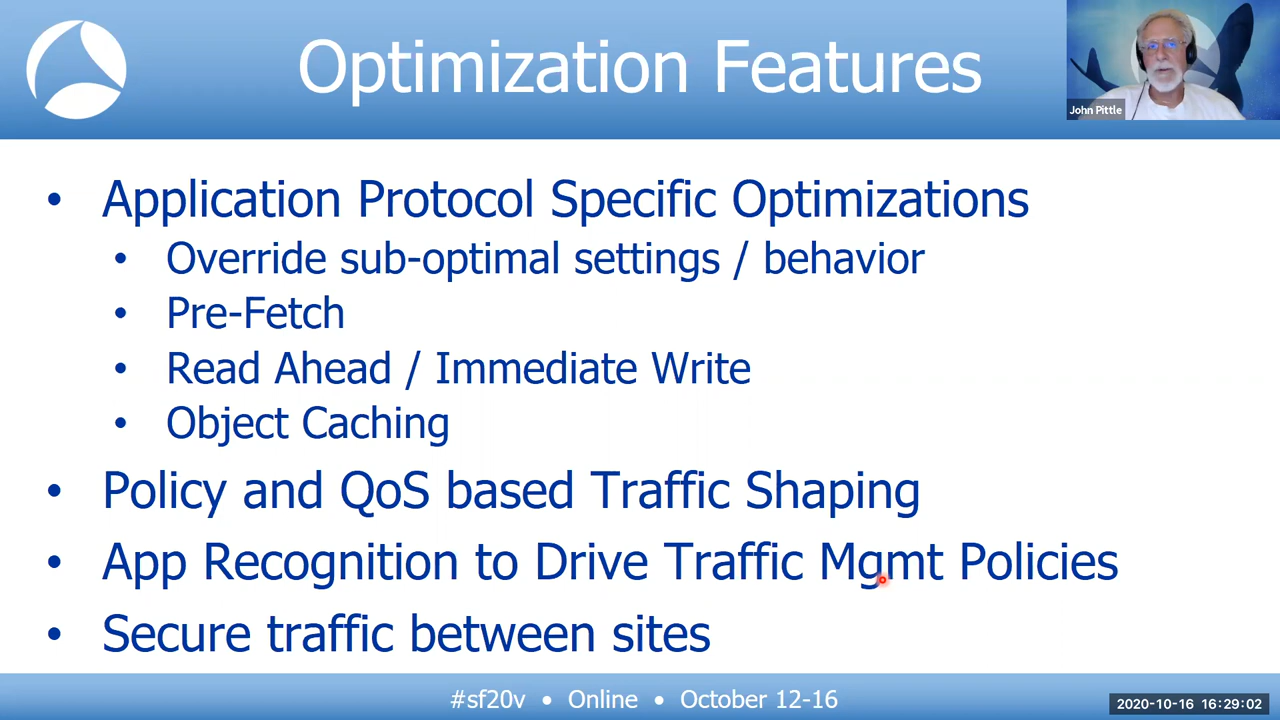 Optimization Features
John Pittle
• Application Protocol Specific Optimizations
• Override sub-optimal settings / behavior
• Pre-Fetch
• Read Ahead / Immediate Write
• Object Caching
• Policy and QoS based Traffic Shaping
• App Recognition to Drive Traffic Mgmt Policies
• Secure traffic between sites
#sf20v • Online • October 12-16
2020-10-16 16:29:02